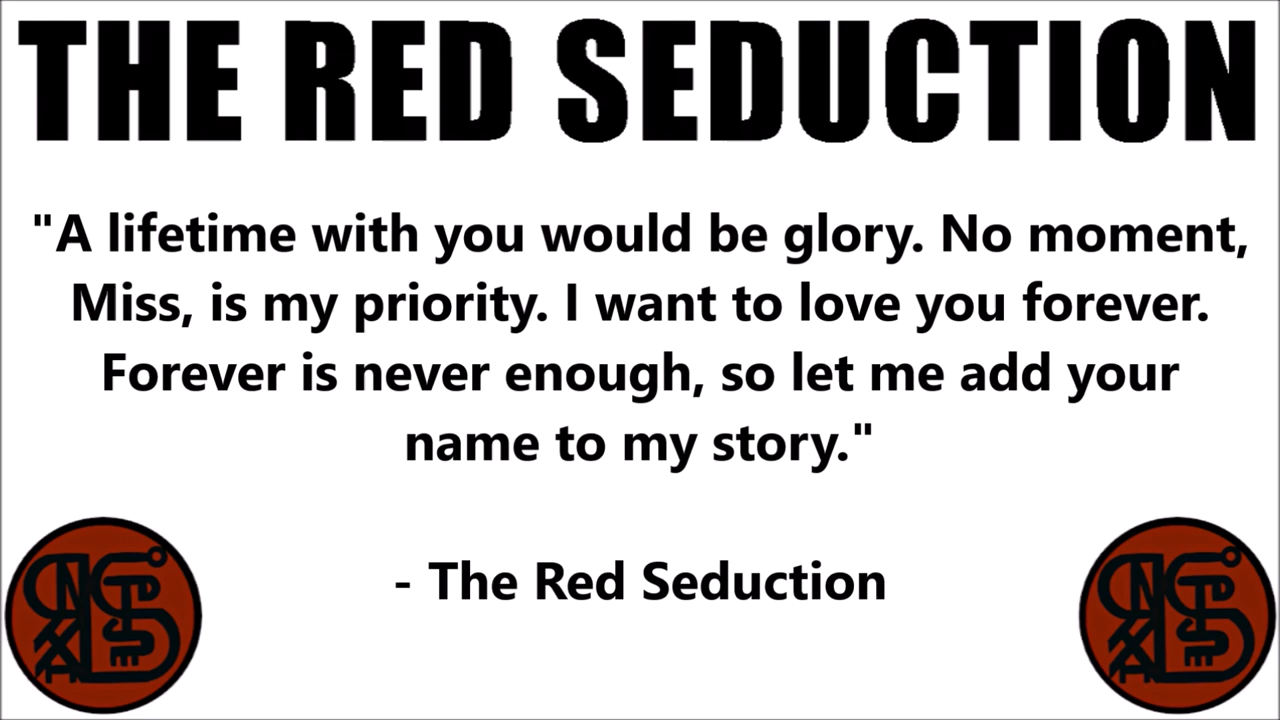 THE RED SEDUCTION
"A lifetime with you would be glory. No moment,
Miss, is my priority. I want to love you forever.
Forever is never enough, so let me add your
name to my story."
- The Red Seduction